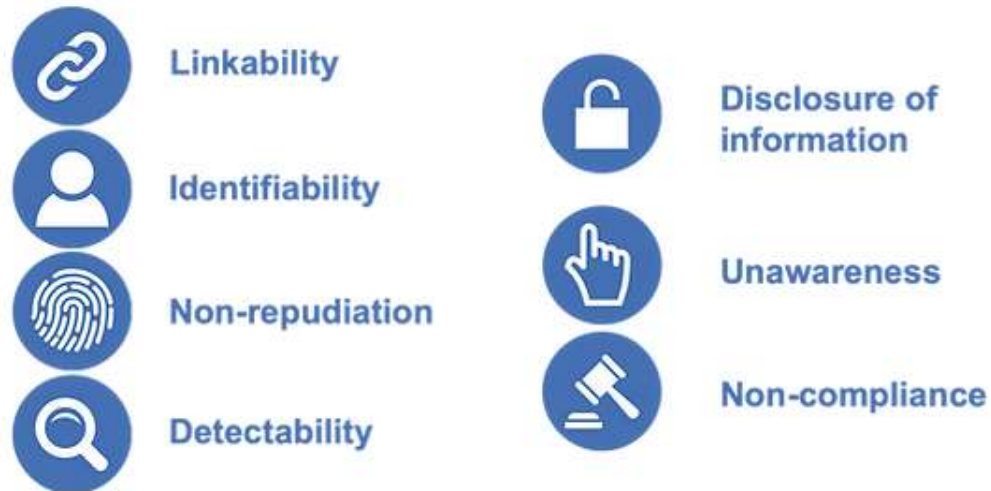 Linkability
Identifiability
Non-repudiation
Detectability
Disclosure of
information
Unawareness
Non-compliance